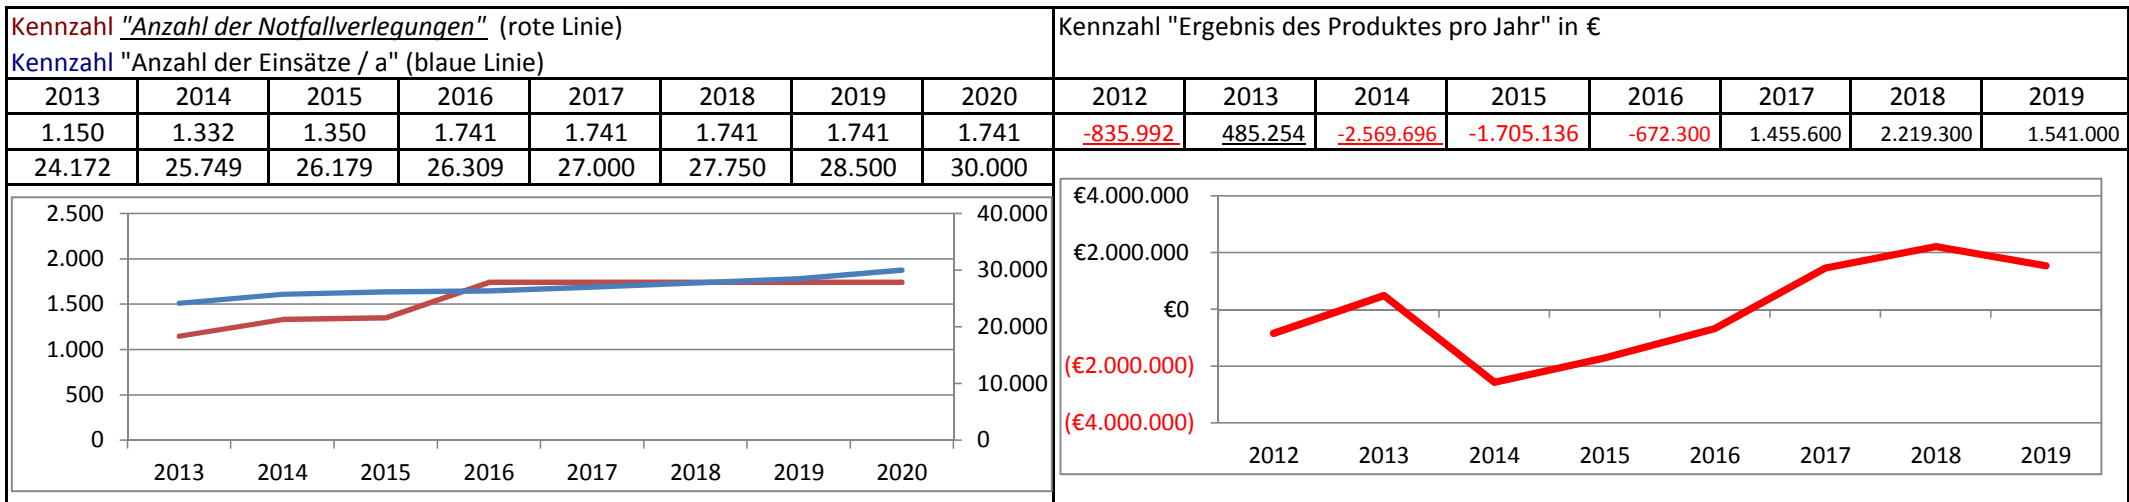 Kennzahl "Anzahl der Notfallverlegungen" (rote Linie)
Kennzahl "Anzahl der Einsätze / a" (blaue Linie)
2013 2014 2015 2016 2017 2018 2019 2020
1.150 1.332 1.350 1.741 1.741 1.741 1.741 1.741
24.172 25.749 26.179 26.309 27.000 27.750 28.500 30.000
2.500
2.000
1.500
1.000
500
0
40.000
30.000
20.000
10.000
0
2013 2014 2015 2016 2017 2018 2019 2020
Kennzahl "Ergebnis des Produktes pro Jahr" in €
2012 2013 2014 2015 2016 2017 2018 2019
-835.992 485.254 -2.569.696 -1.705.136 -672.300 1.455.600 2.219.300 1.541.000
€4.000.000
€2.000.000
€0
(€2.000.000)
(€4.000.000)
2012 2013 2014 2015 2016 2017 2018 2019